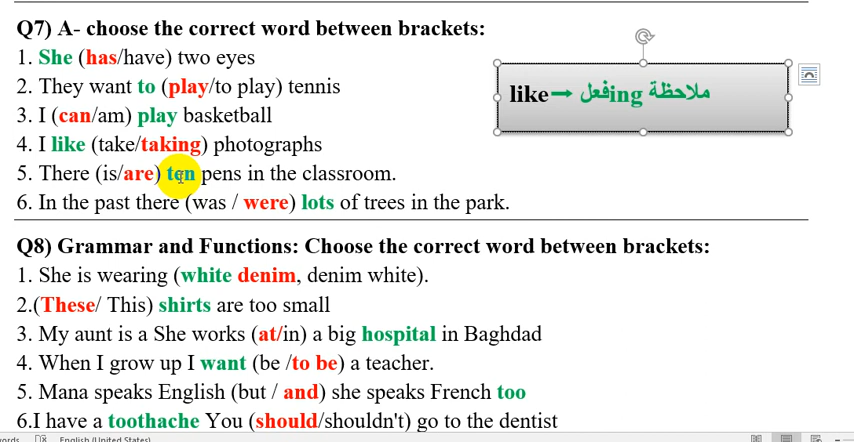 Q7) A- choose the correct word between brackets:
1. She (has/have) two eyes
2. They want to (play/to play) tennis
3. I (can/am) play basketball
4. I like (take/taking) photographs
5. There (is/are) ten pens in the classroom.
6. In the past there (was / were) lots of trees in the park.
like→ ملاحظة ingفعل
Q8) Grammar and Functions: Choose the correct word between brackets:
1. She is wearing (white denim, denim white).
2.(These/ This) shirts are too small
3. My aunt is a She works (at/in) a big hospital in Baghdad
4. When I grow up I want (be /to be) a teacher.
5. Mana speaks English (but / and) she speaks French too
6.I have a toothache You (should/shouldn't) go to the dentist
words English (United States)